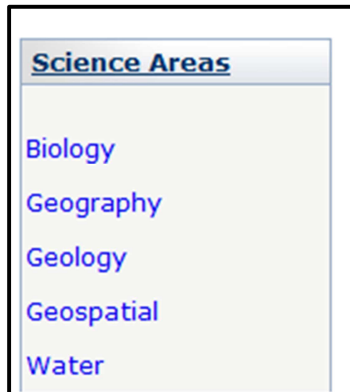 Science Areas
Biology
Geography
Geology
Geospatial
Water